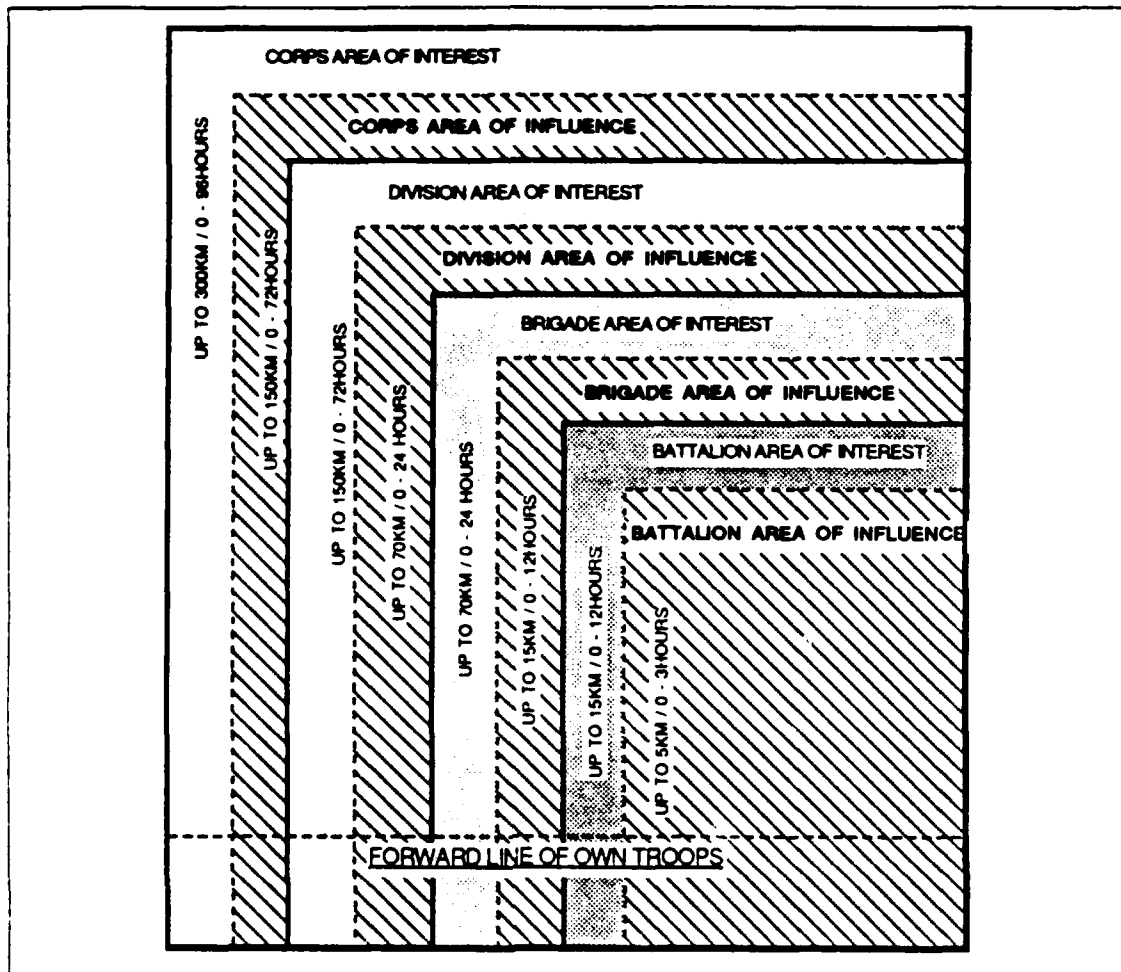 CORPS AREA OF INTEREST
CORPS AREA OF INFLUENCE
DIVISION AREA OF INTEREST
DIVISION AREA OF INFLUENCE
BRIGADE AREA OF INTEREST
BRIGADE AREA OF INFLUENCE
BATTALION AREA OF INTEREST
BATTALION AREA OF INFLUENCE
UP TO 300KM / 0 - 96HOURS
UP TO 150KM / 0 - 72HOURS
UP TO 150KM / 0 - 72HOURS
UP TO 70KM / 0 - 24 HOURS
UP TO 70KM / 0 - 24 HOURS
UP TO 15KM / 0 - 12HOURS
UP TO 15KM / 0 - 12HOURS
UP TO 5KM / 0 - 3HOURS
FORWARD LINE OF OWN TROOPS